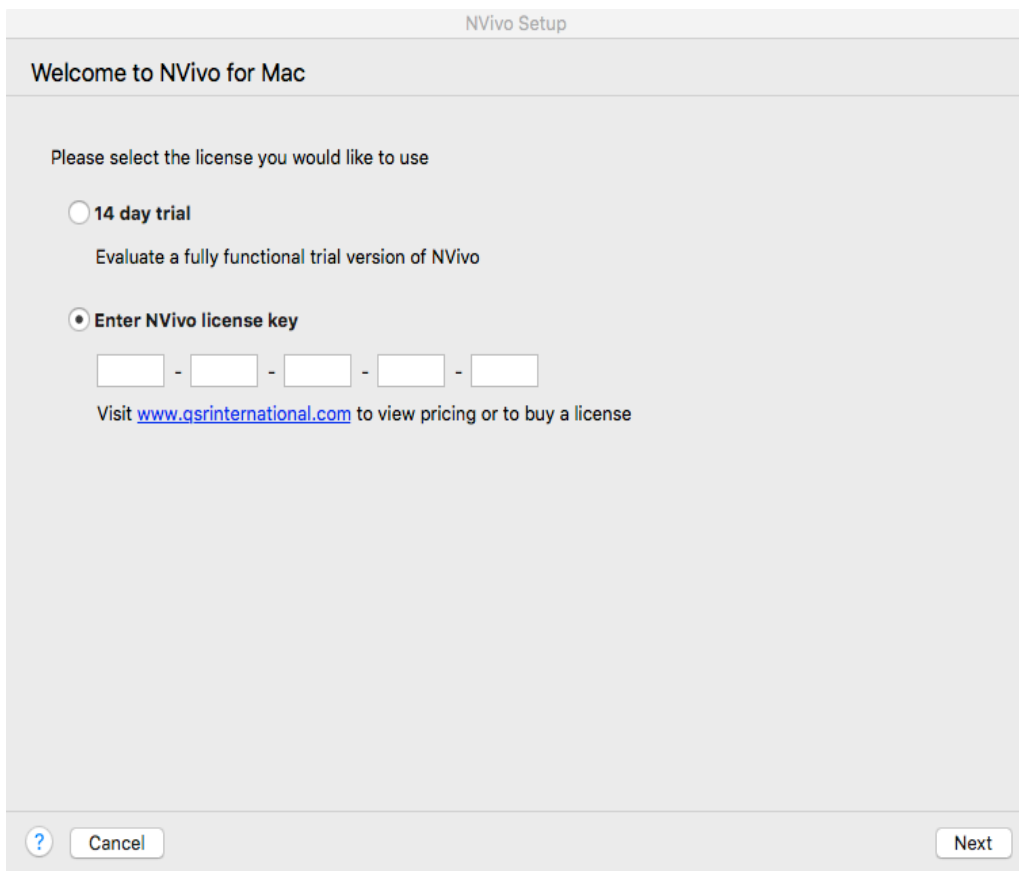 NVivo Setup
Welcome to NVivo for Mac
Please select the license you would like to use
14 day trial
Evaluate a fully functional trial version of NVivo
Enter NVivo license key
- - - -
Visit www.qsrinternational.com to view pricing or to buy a license
? Cancel Next